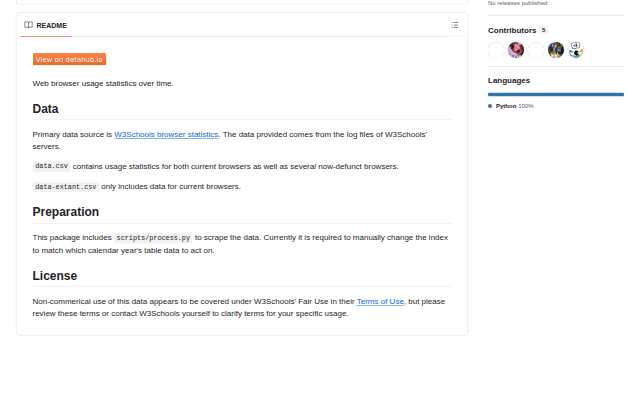 No releases published
README
Contributors 5
View on datahub.io
Web browser usage statistics over time.
Languages
Python 100%
Data
Primary data source is W3Schools browser statistics. The data provided comes from the log files of W3Schools'
servers.
data.csv contains usage statistics for both current browsers as well as several now-defunct browsers.
data-extant.csv only includes data for current browsers.
Preparation
This package includes scripts/process.py to scrape the data. Currently it is required to manually change the index
to match which calendar year's table data to act on.
License
Non-commerical use of this data appears to be covered under W3Schools' Fair Use in their Terms of Use, but please
review these terms or contact W3Schools yourself to clarify terms for your specific usage.